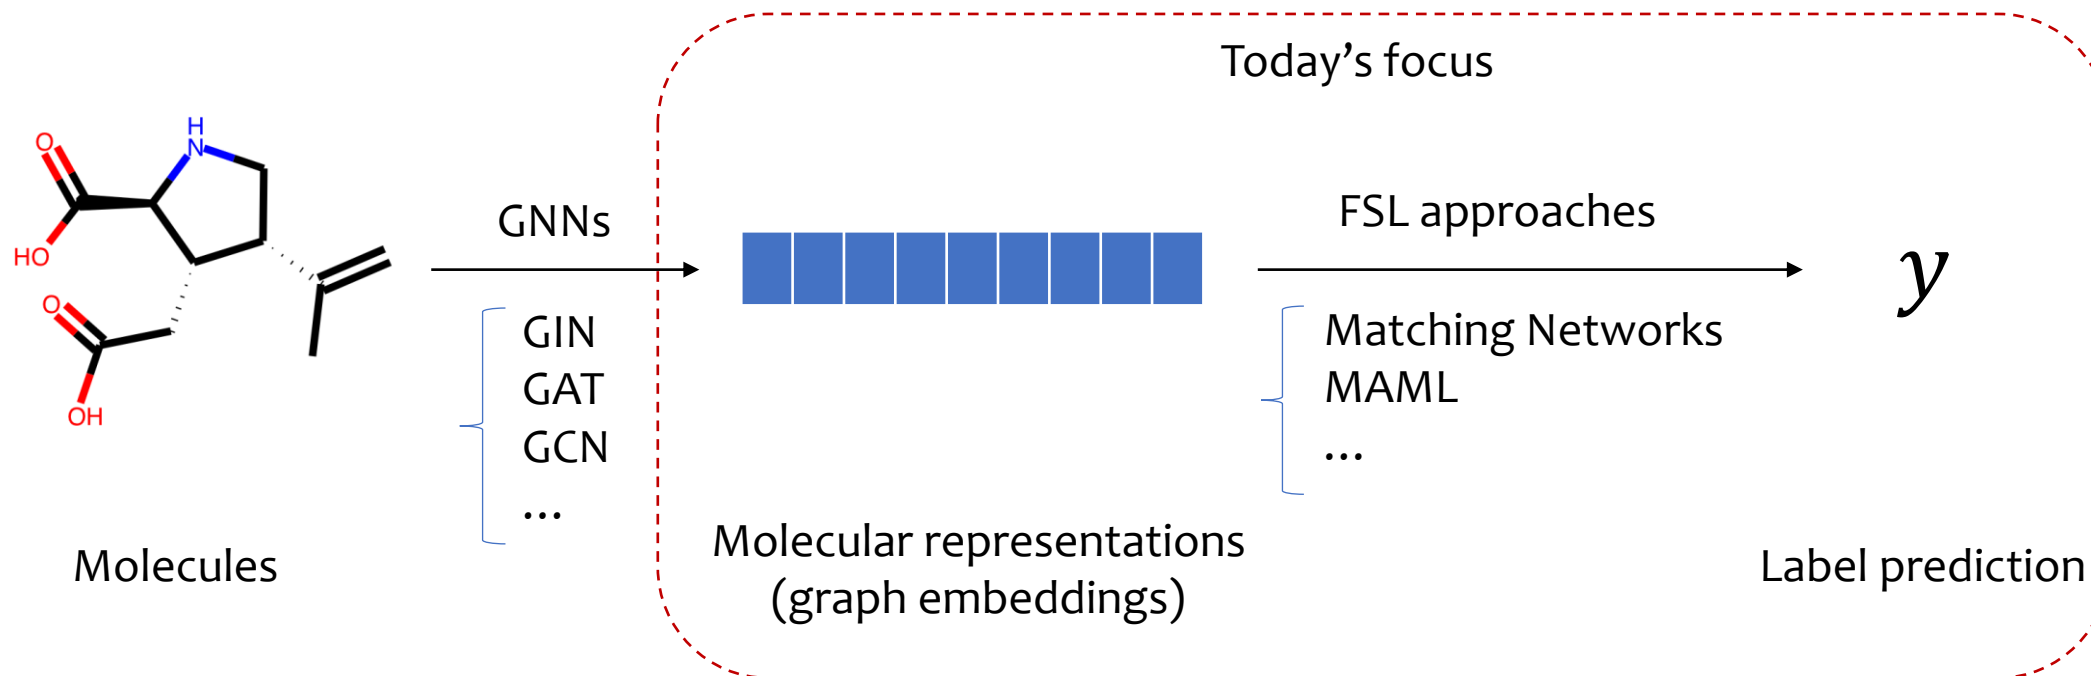 Today's focus
H
N
O
HO
O
OH
Molecules
GNNs
GIN
GAT
GCN
...
Molecular representations
(graph embeddings)
FSL approaches
Matching Networks
MAML
...
y
Label prediction